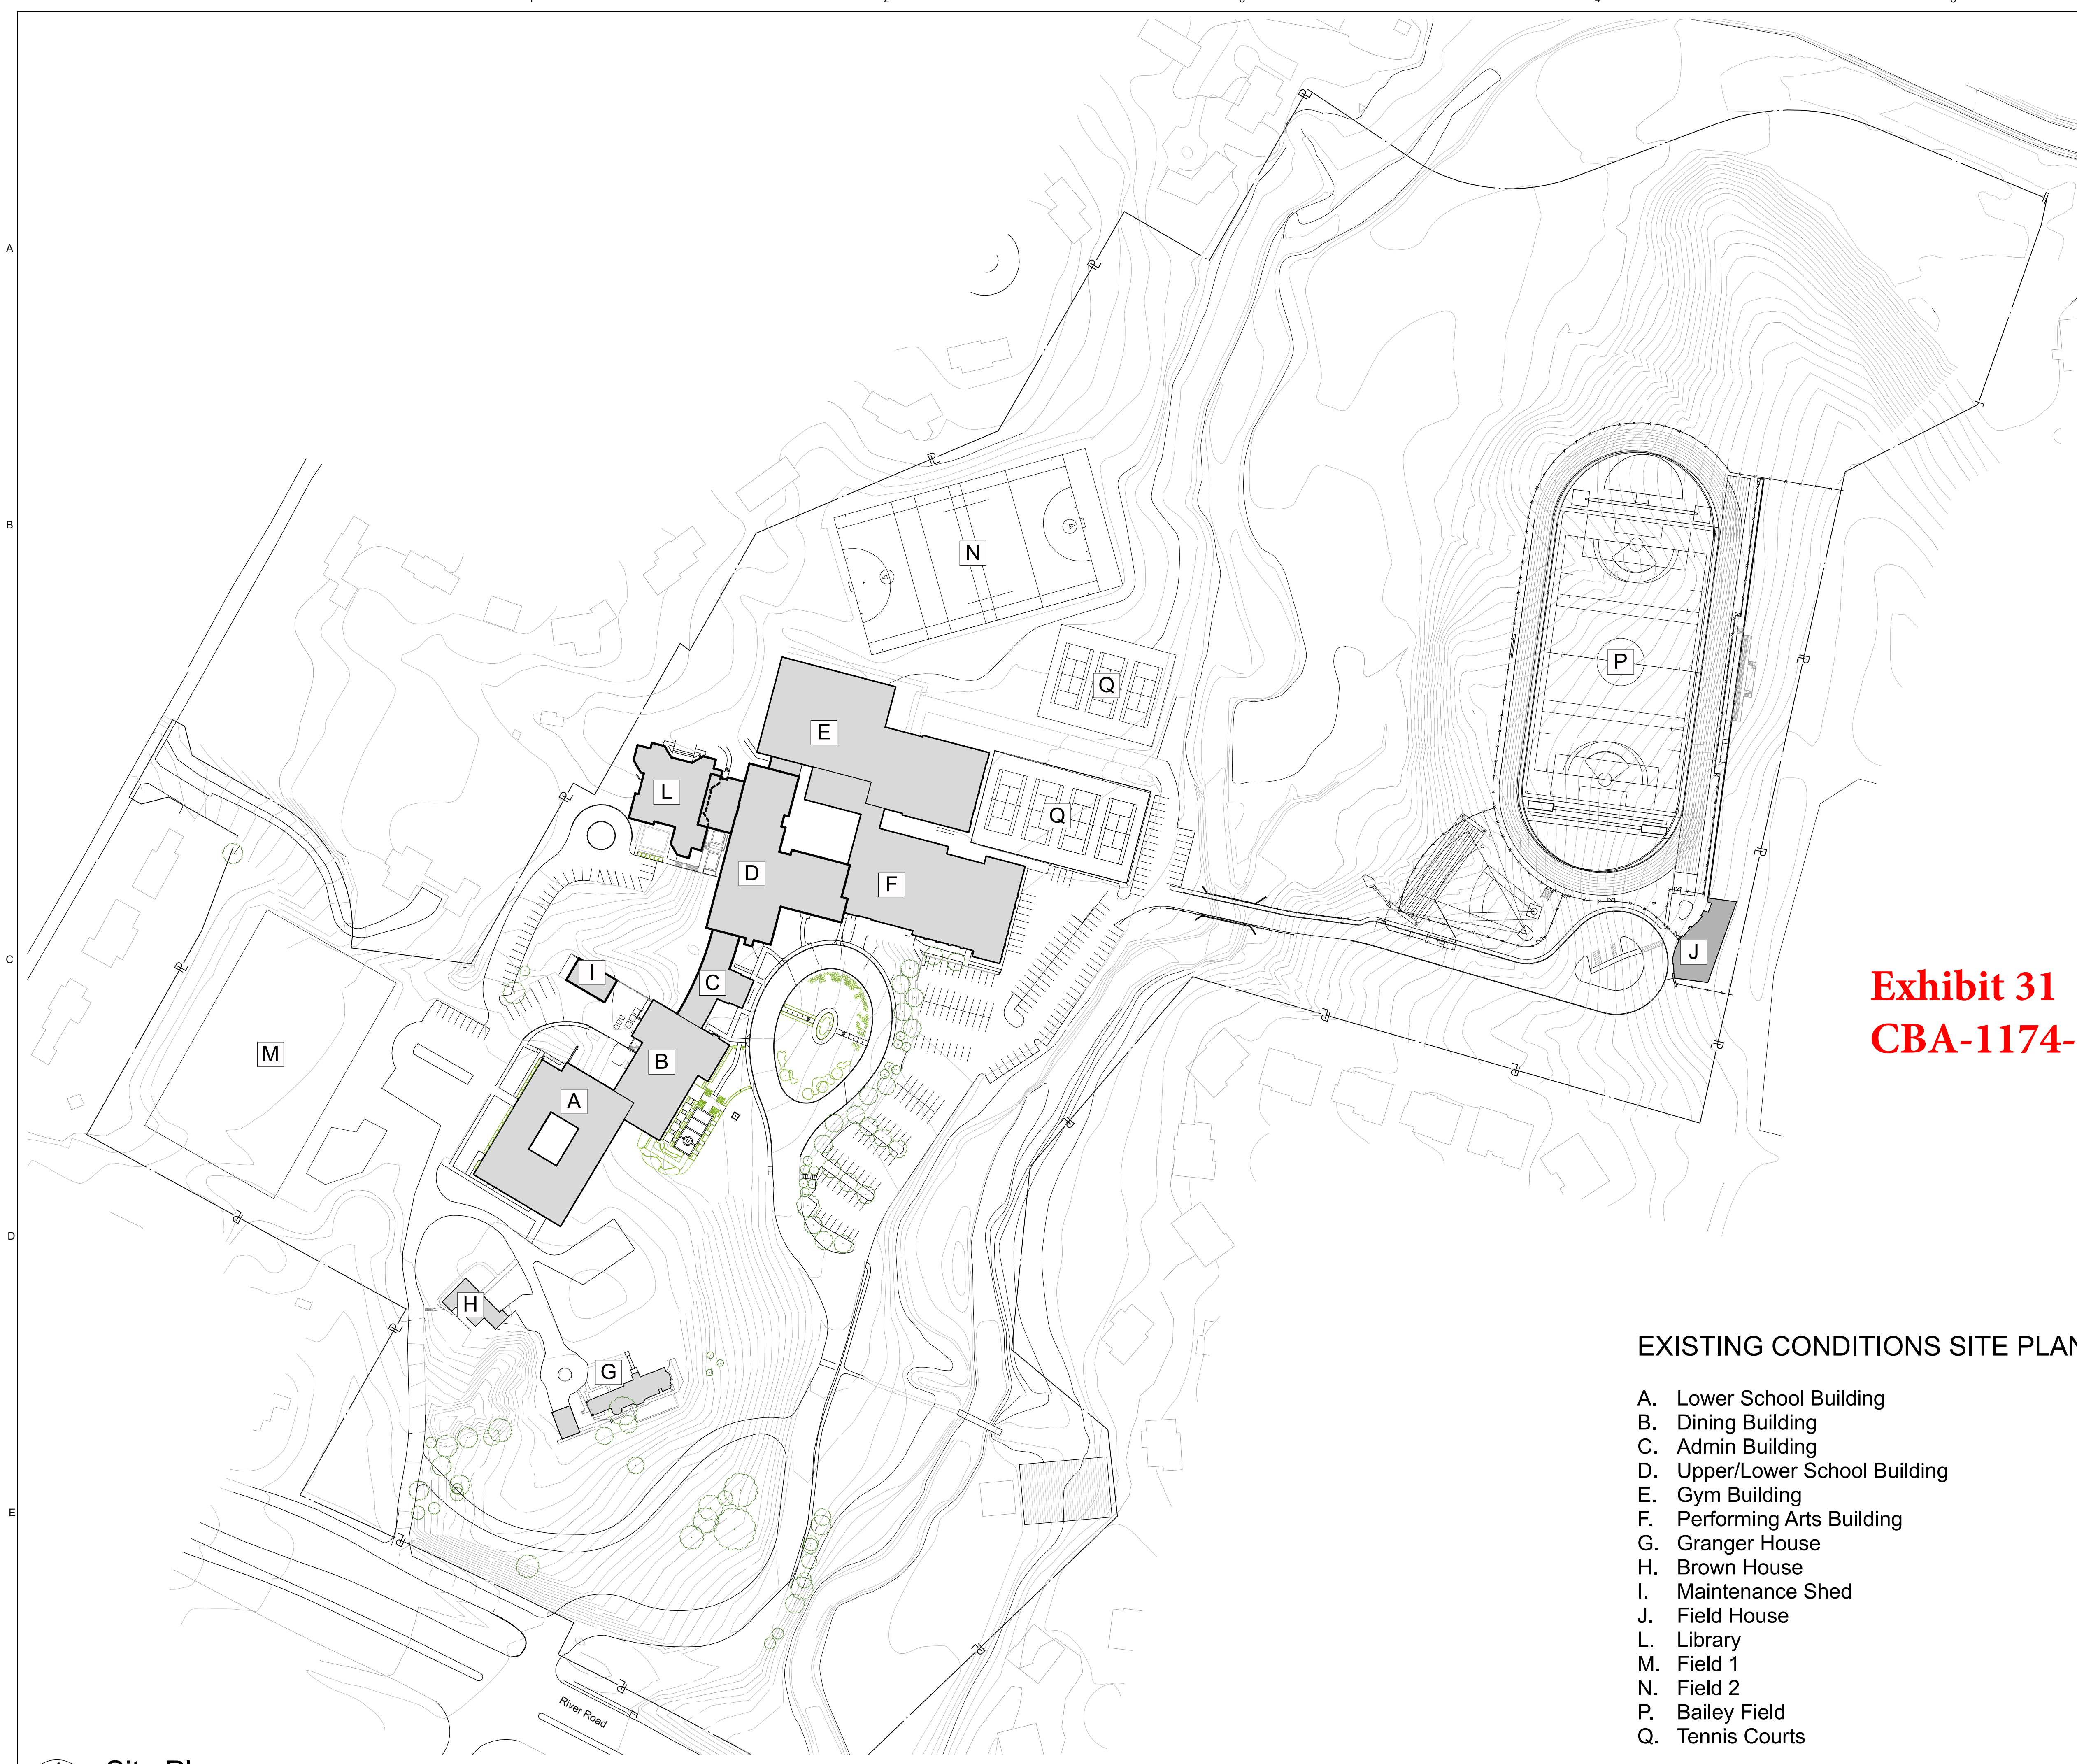 A
B
N
P
Q
E
L
Q
D
F
C
J
I
C
Exhibit 31
CBA-1174-
M
B
A
D
H
EXISTING CONDITIONS SITE PLAN
G
A. Lower School Building
B. Dining Building
C. Admin Building
D. Upper/Lower School Building
E. Gym Building
F. Performing Arts Building
G. Granger House
H. Brown House
I. Maintenance Shed
J. Field House
L. Library
M. Field 1
N. Field 2
P. Bailey Field
Q. Tennis Courts
E
River Road